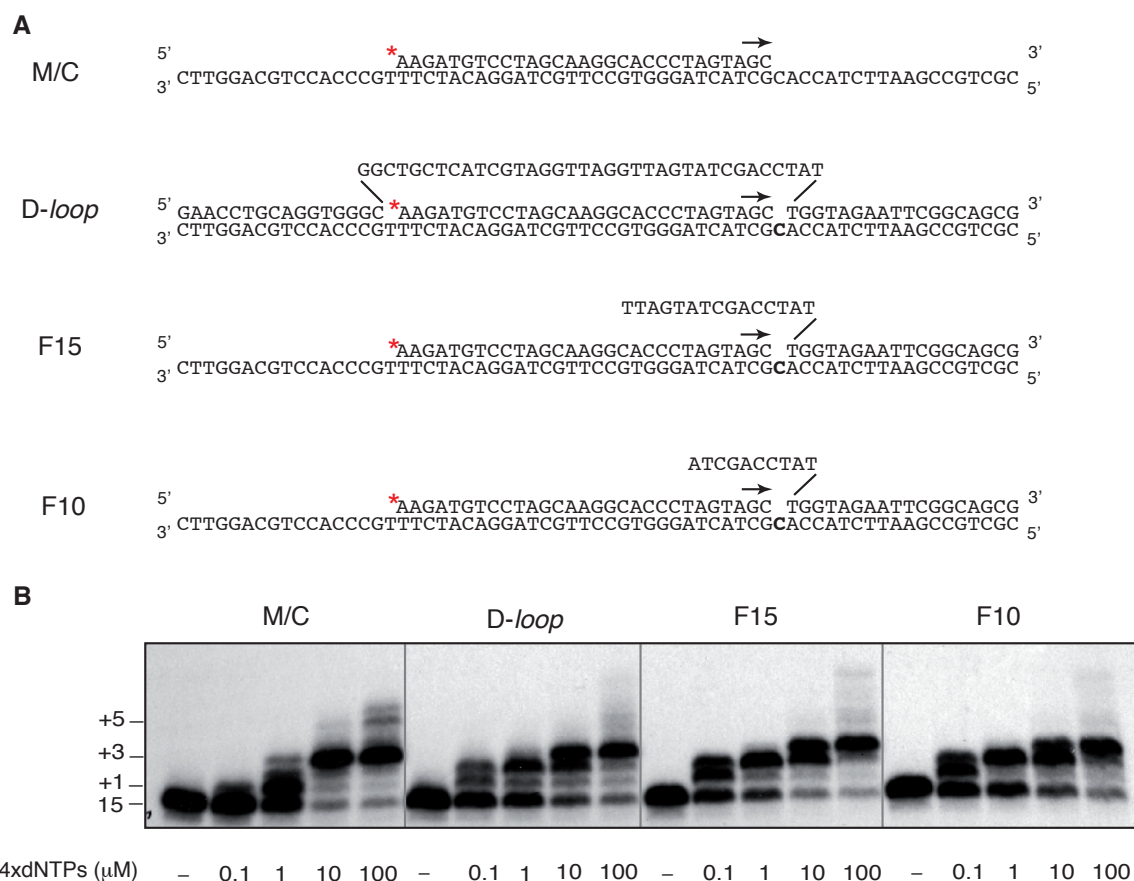 A
M/C
5’ *AAGATGTCCTAGCAAGGCACCCTAGTAGC 3’
3’ CTTGGACGTCCACCCGTTTCTACAGGATCGTTCCGTGGGATCATCGCACCATCTTAAGCCGTCGC 5’
GGCTGCTCATCGTAGGTTAGGTTAGTATCGACCTAT
D-loop
5’ GAACCTGCAGGTGGGC *AAGATGTCCTAGCAAGGCACCCTAGTAGC TGGTAGAATTCGGCAGCG 3’
3’ CTTGGACGTCCACCCGTTTCTACAGGATCGTTCCGTGGGATCATCGCACCATCTTAAGCCGTCGC 5’
TTAGTATCGACCTAT
F15
5’ *AAGATGTCCTAGCAAGGCACCCTAGTAGC TGGTAGAATTCGGCAGCG 3’
3’ CTTGGACGTCCACCCGTTTCTACAGGATCGTTCCGTGGGATCATCGCACCATCTTAAGCCGTCGC 5’
ATCGACCTAT
F10
5’ *AAGATGTCCTAGCAAGGCACCCTAGTAGC TGGTAGAATTCGGCAGCG 3’
3’ CTTGGACGTCCACCCGTTTCTACAGGATCGTTCCGTGGGATCATCGCACCATCTTAAGCCGTCGC 5’
B
M/C D-loop F15 F10
+5
+3
+1
15
4xdNTPs (μM) – 0.1 1 10 100 – 0.1 1 10 100 – 0.1 1 10 100 – 0.1 1 10 100